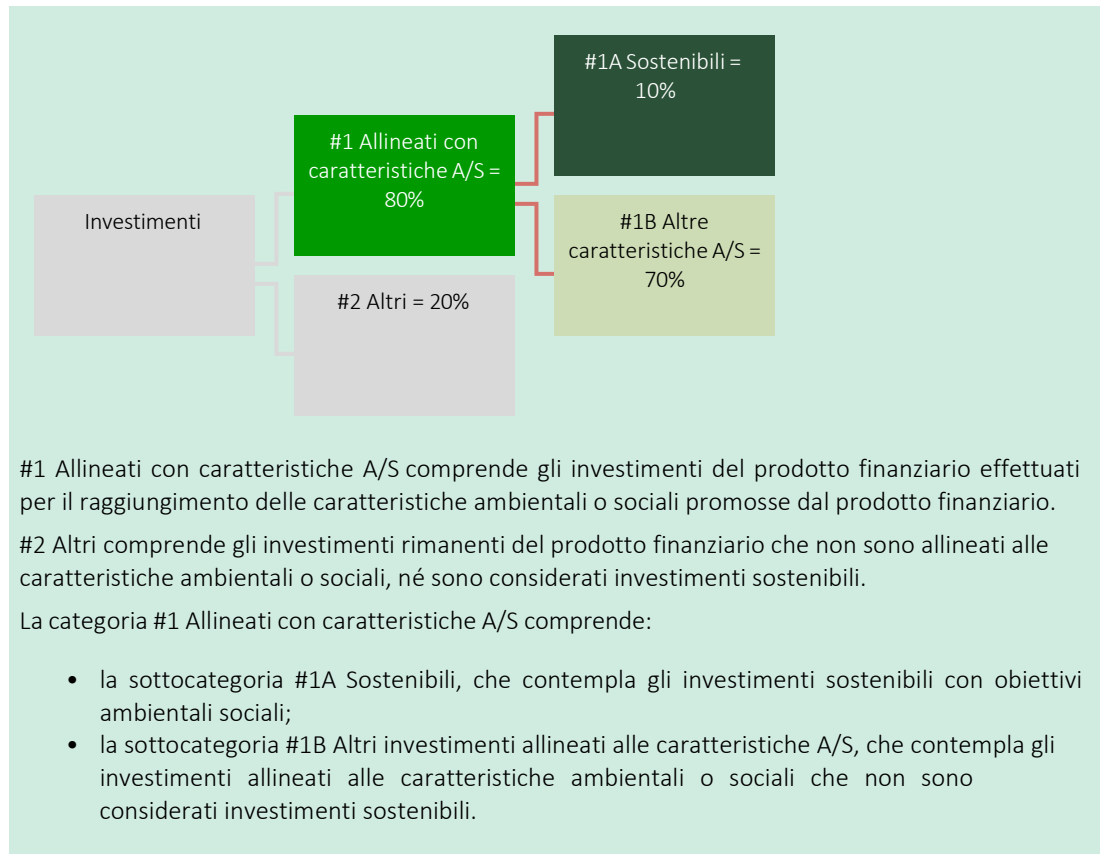 #1A Sostenibili =
10%
#1 Allineati con
caratteristiche A/S =
80%
Investimenti
#1B Altre
caratteristiche A/S =
70%
#2 Altri = 20%
#1 Allineati con caratteristiche A/S comprende gli investimenti del prodotto finanziario effettuati
per il raggiungimento delle caratteristiche ambientali o sociali promosse dal prodotto finanziario.
#2 Altri comprende gli investimenti rimanenti del prodotto finanziario che non sono allineati alle
caratteristiche ambientali o sociali, né sono considerati investimenti sostenibili.
La categoria #1 Allineati con caratteristiche A/S comprende:
• la sottocategoria #1A Sostenibili, che contempla gli investimenti sostenibili con obiettivi
ambientali sociali;
• la sottocategoria #1B Altri investimenti allineati alle caratteristiche A/S, che contempla gli
investimenti allineati alle caratteristiche ambientali o sociali che non sono
considerati investimenti sostenibili.